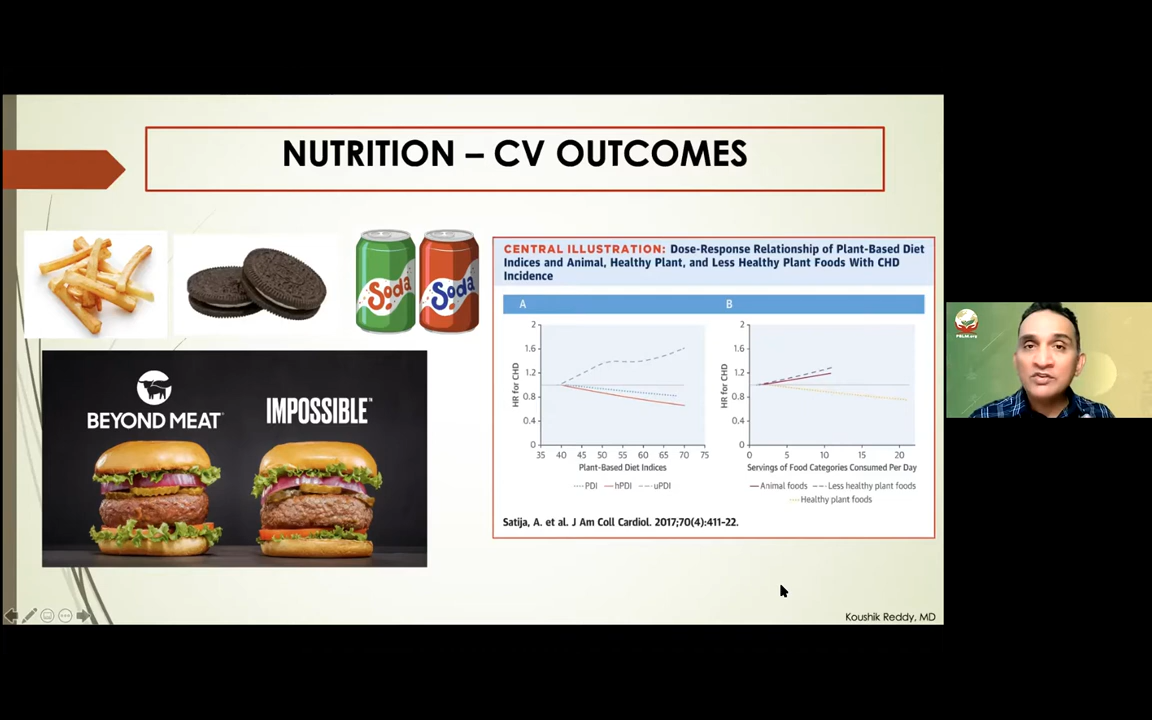 NUTRITION – CV OUTCOMES
Soda
Soda
BEYOND MEAT
IMPOSSIBLE™
CENTRAL ILLUSTRATION: Dose-Response Relationship of Plant-Based Diet
Indices and Animal, Healthy Plant, and Less Healthy Plant Foods With CHD
Incidence
A
B
2
1.6
1.2
0.8
0.4
0
HR for CHD
35 40 45 50 55 60 65 70 75
Plant-Based Diet Indices
PDI hPDI uPDI
2
1.6
1.2
0.8
0.4
0
HR for CHD
0 5 10 15 20
Servings of Food Categories Consumed Per Day
Animal foods Less healthy plant foods
Healthy plant foods
Satija, A. et al. J Am Coll Cardiol. 2017;70(4):411-22.
Koushik Reddy, MD